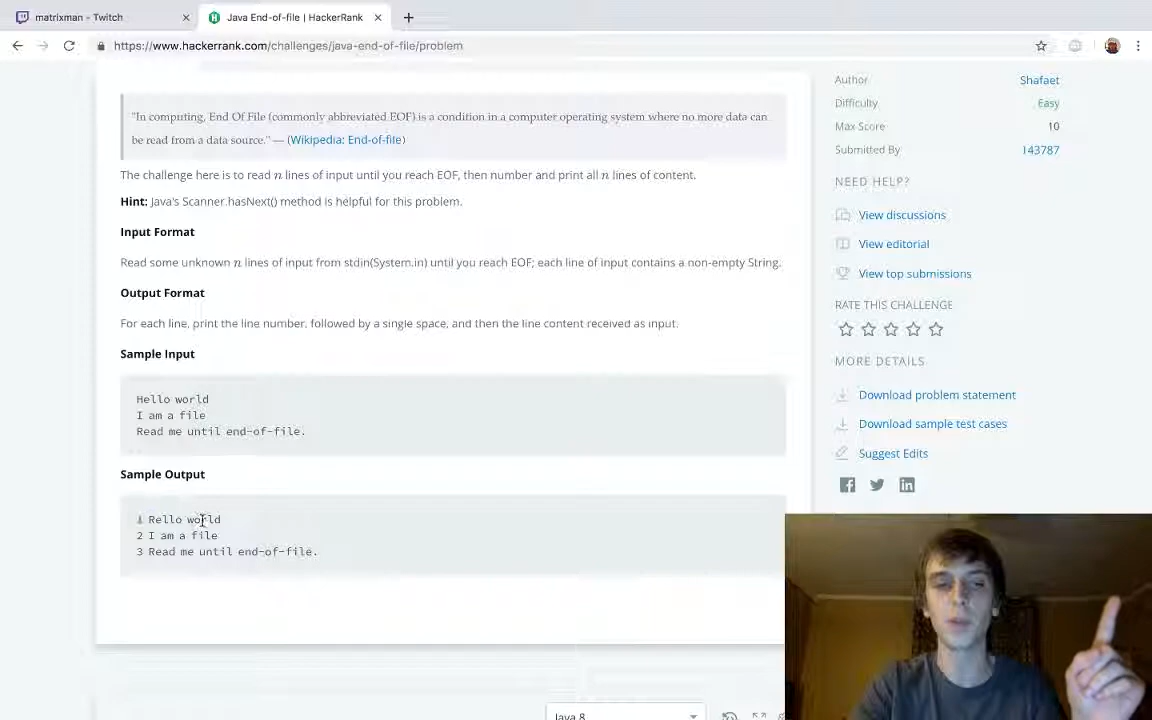 matrixman - Twitch
Java End-of-file | HackerRank
https://www.hackerrank.com/challenges/java-end-of-file/problem
"In computing, End Of File (commonly abbreviated EOF) is a condition in a computer operating system where no more data can
be read from a data source." — (Wikipedia: End-of-file)
The challenge here is to read n lines of input until you reach EOF, then number and print all n lines of content.
Hint: Java's Scanner.hasNext() method is helpful for this problem.
Input Format
Read some unknown n lines of input from stdin(System.in) until you reach EOF; each line of input contains a non-empty String.
Output Format
For each line, print the line number, followed by a single space, and then the line content received as input.
Sample Input
Hello world
I am a file
Read me until end-of-file.
Sample Output
Rello world
2 I am a file
3 Read me until end-of-file.
Author Shafaet
Difficulty Easy
Max Score 10
Submitted By 143787
NEED HELP?
View discussions
View editorial
View top submissions
RATE THIS CHALLENGE
MORE DETAILS
Download problem statement
Download sample test cases
Suggest Edits
Java 8